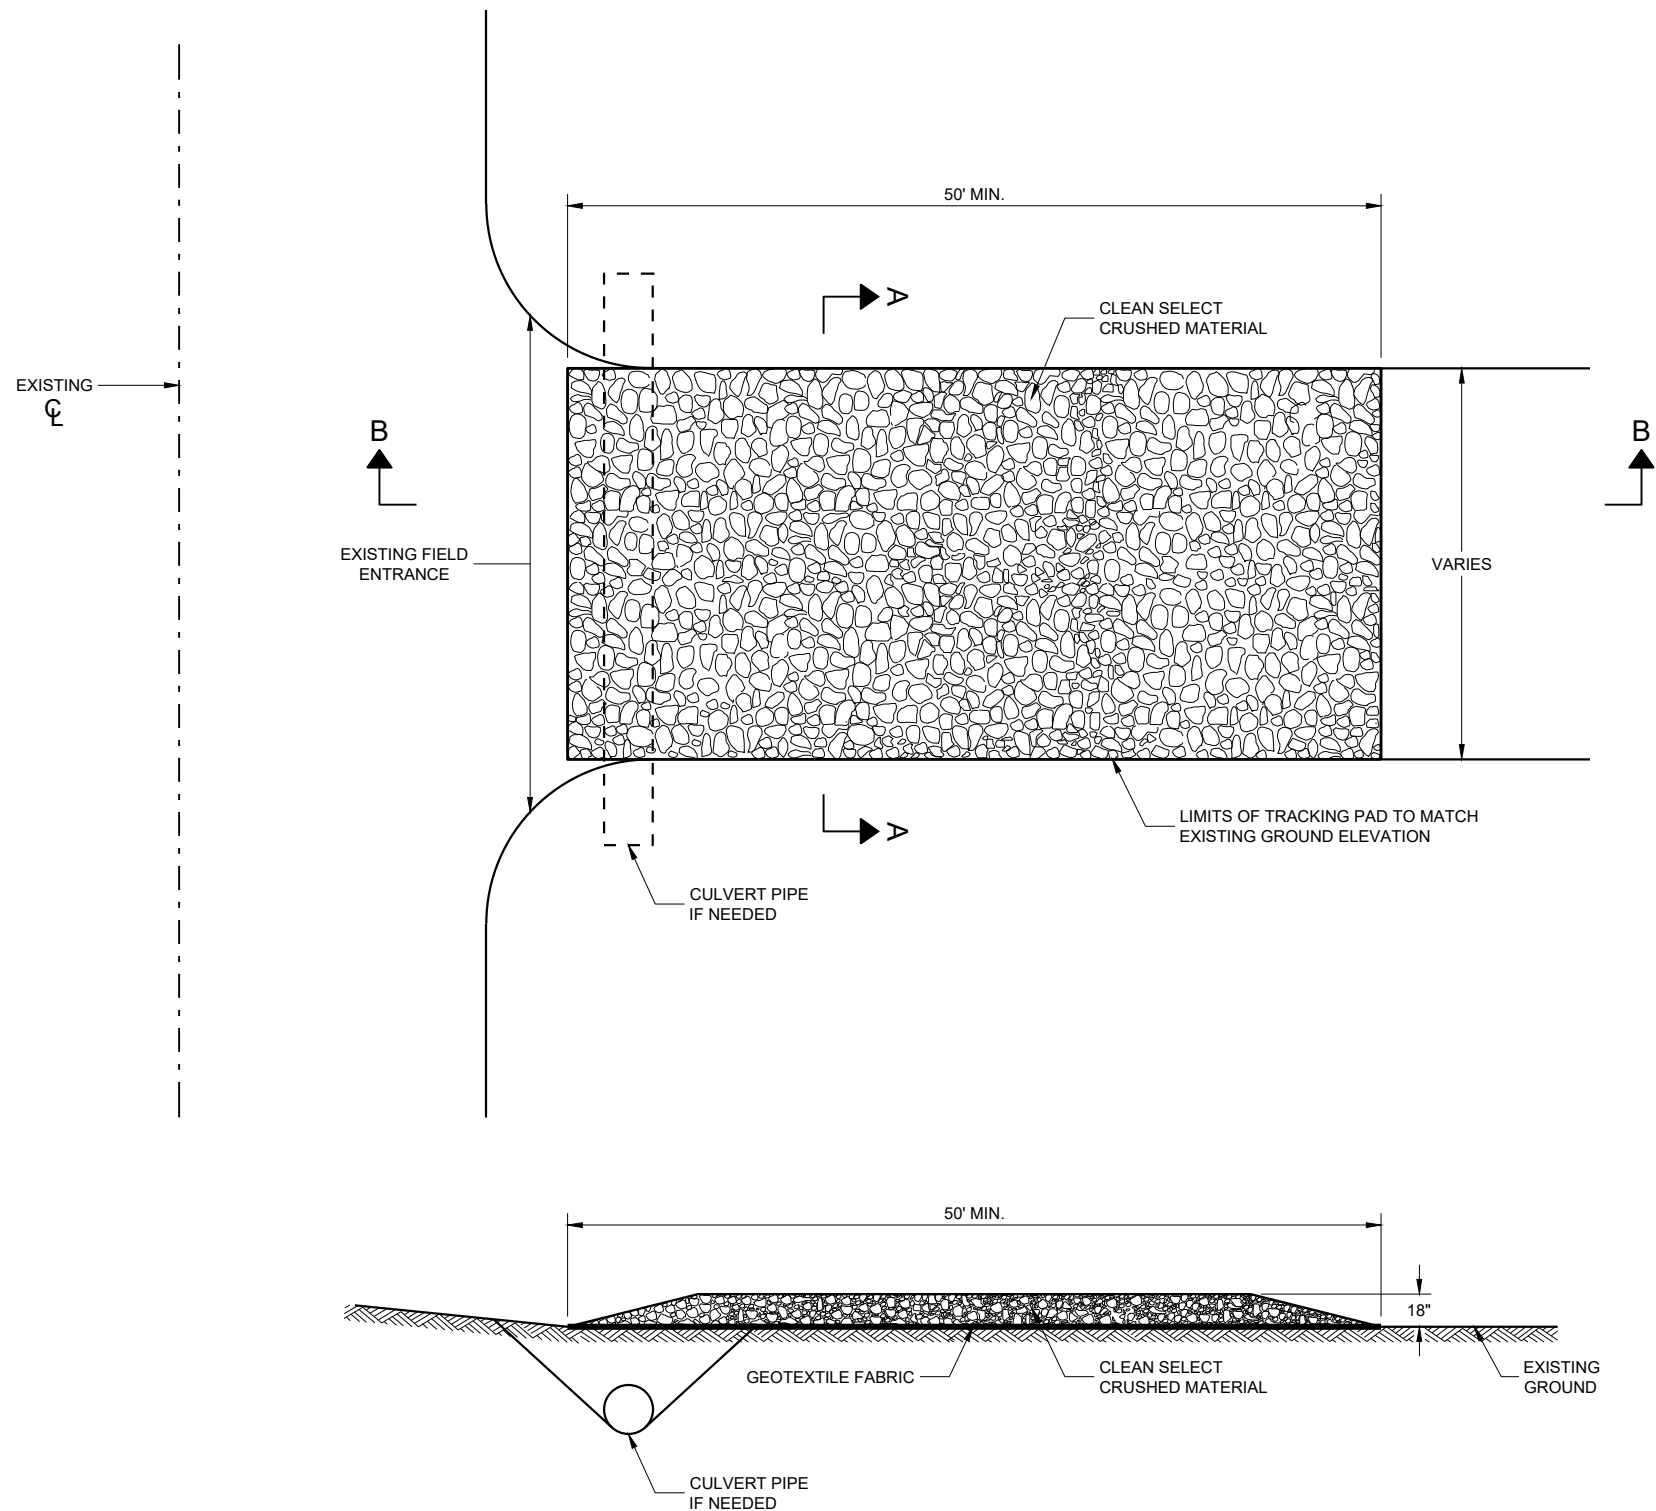 50' MIN.
A
CLEAN SELECT
CRUSHED MATERIAL
EXISTING
℄
B
B
EXISTING FIELD
ENTRANCE
VARIES
LIMITS OF TRACKING PAD TO MATCH
EXISTING GROUND ELEVATION
A
CULVERT PIPE
IF NEEDED
50' MIN.
18"
GEOTEXTILE FABRIC
CLEAN SELECT
CRUSHED MATERIAL
EXISTING
GROUND
CULVERT PIPE
IF NEEDED